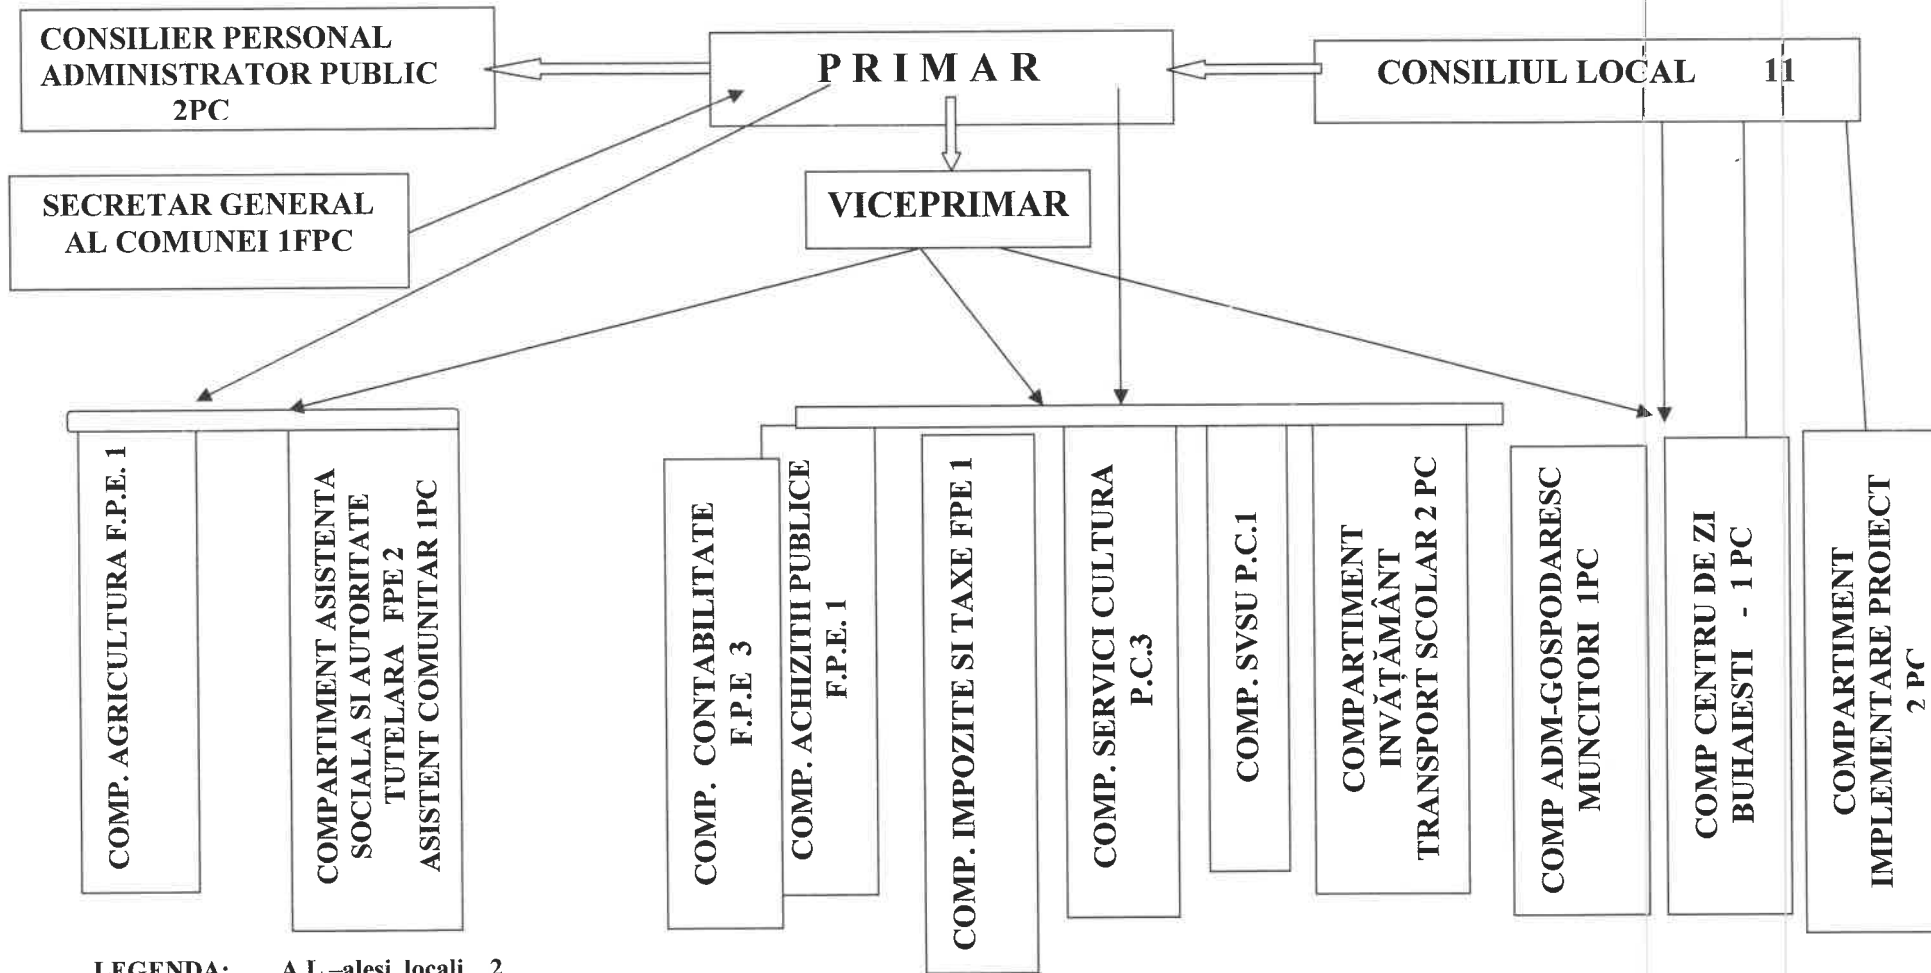 CONSILIER PERSONAL
ADMINISTRATOR PUBLIC
2PC
P R I M A R
CONSILIUL LOCAL 11
SECRETAR GENERAL
AL COMUNEI 1FPC
VICEPRIMAR
COMP. AGRICULTURA F.P.E. 1
COMPARTIMENT ASISTENTA
SOCIALA SI AUTORITATE
TUTELARA FPE 2
ASISTENT COMUNITAR 1PC
COMP. CONTABILITATE
F.P.E 3
COMP. ACHIZITII PUBLICE
F.P.E. 1
COMP. IMPOZITE SI TAXE FPE 1
COMP. SERVICII CULTURA
P.C.3
COMP. SVSU P.C.1
COMPARTIMENT
INVĂȚĂMÂNT
TRANSPORT SCOLAR 2 PC
COMP ADM-GOSPODARESC
MUNCITORI 1PC
COMP CENTRU DE ZI
BUHAIESTI - 1 PC
COMPARTIMENT
IMPLEMENTARE PROIECT
2 PC
LEGENDA: A.L –alesi locali 2